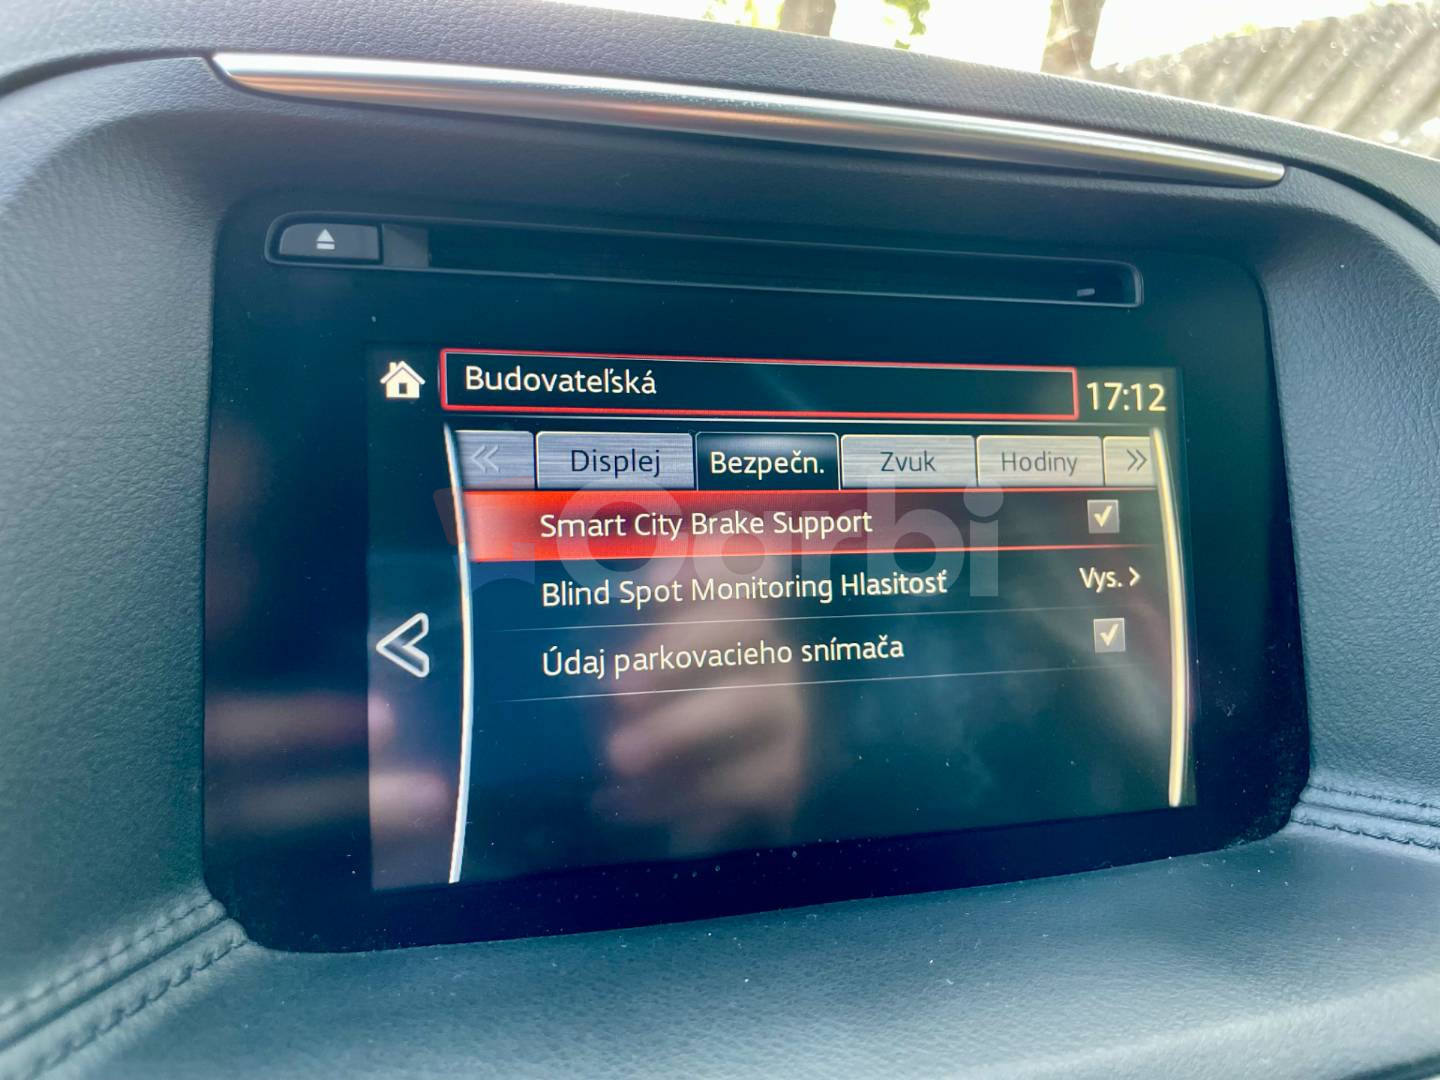 Budovateľská
17:12
Displej
Bezpečn.
Zvuk
Hodiny
Smart City Brake Support
Blind Spot Monitoring Hlasitosť
Vys.
Údaj parkovacieho snímača
Carbi